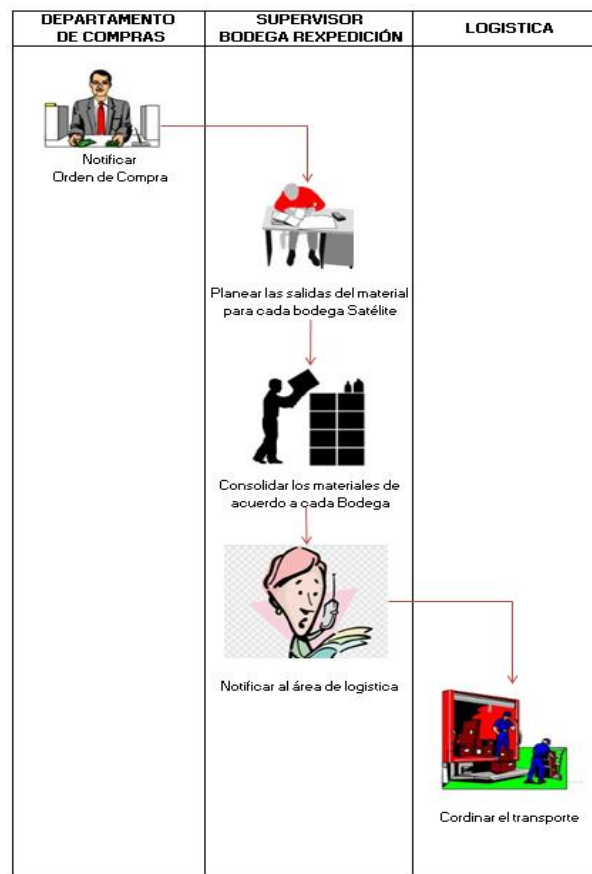 DEPARTAMENTO
DE COMPRAS
SUPERVISOR
BODEGA REXPEDICIÓN
LOGISTICA
Notificar
Orden de Compra
Planear las salidas del material
para cada bodega Satélite
Consolidar los materiales de
acuerdo a cada Bodega
Notificar al área de logistica
Cordinar el transporte